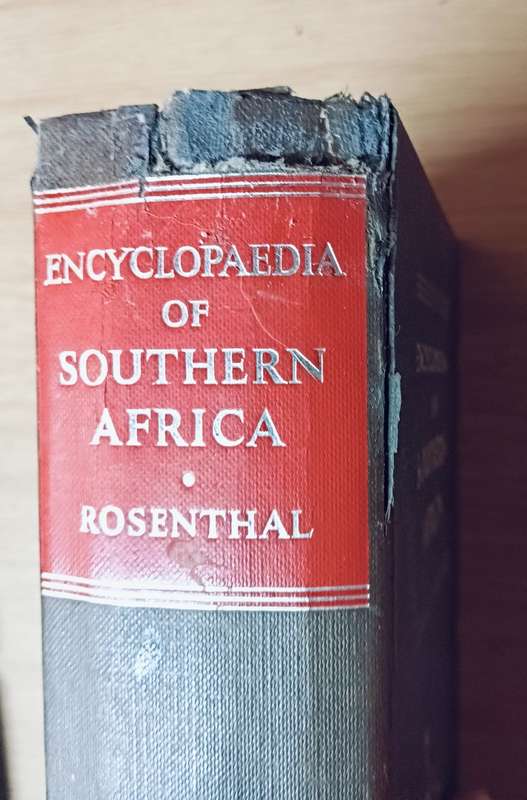 ENCYCLOPAEDIA
OF
SOUTHERN
AFRICA
ROSENTHAL